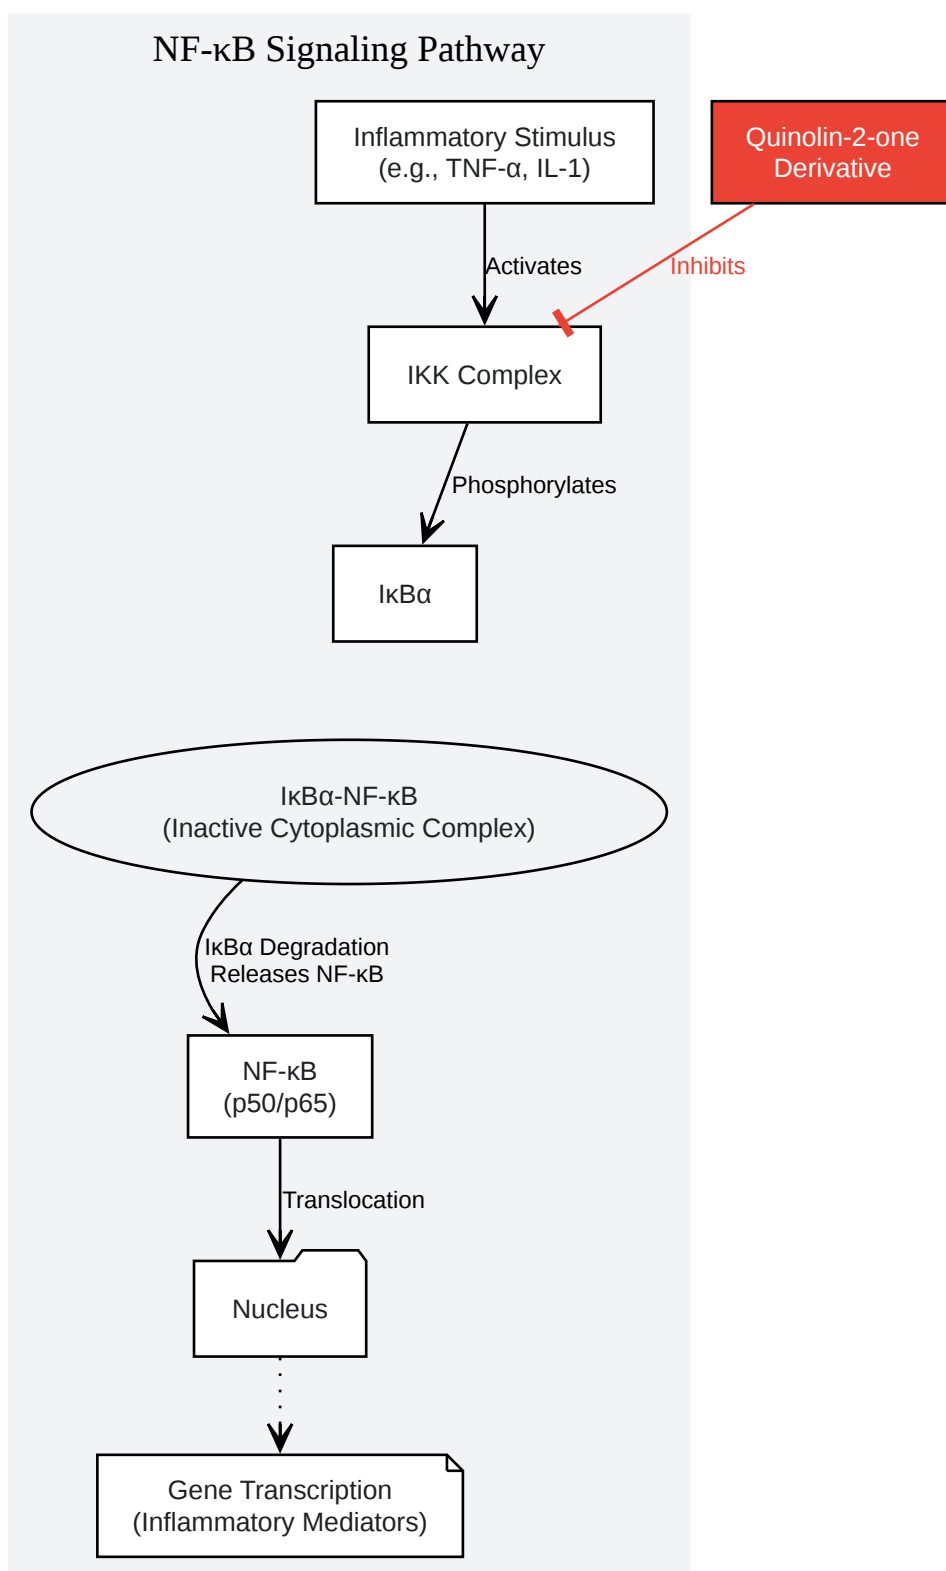 NF-κB Signaling Pathway
Inflammatory Stimulus
(e.g., TNF-α, IL-1)
Quinolin-2-one
Derivative
Activates
Inhibits
IKK Complex
Phosphorylates
IκBα
IκBα-NF-κB
(Inactive Cytoplasmic Complex)
IκBα Degradation
Releases NF-κB
NF-κB
(p50/p65)
Translocation
Nucleus
Gene Transcription
(Inflammatory Mediators)